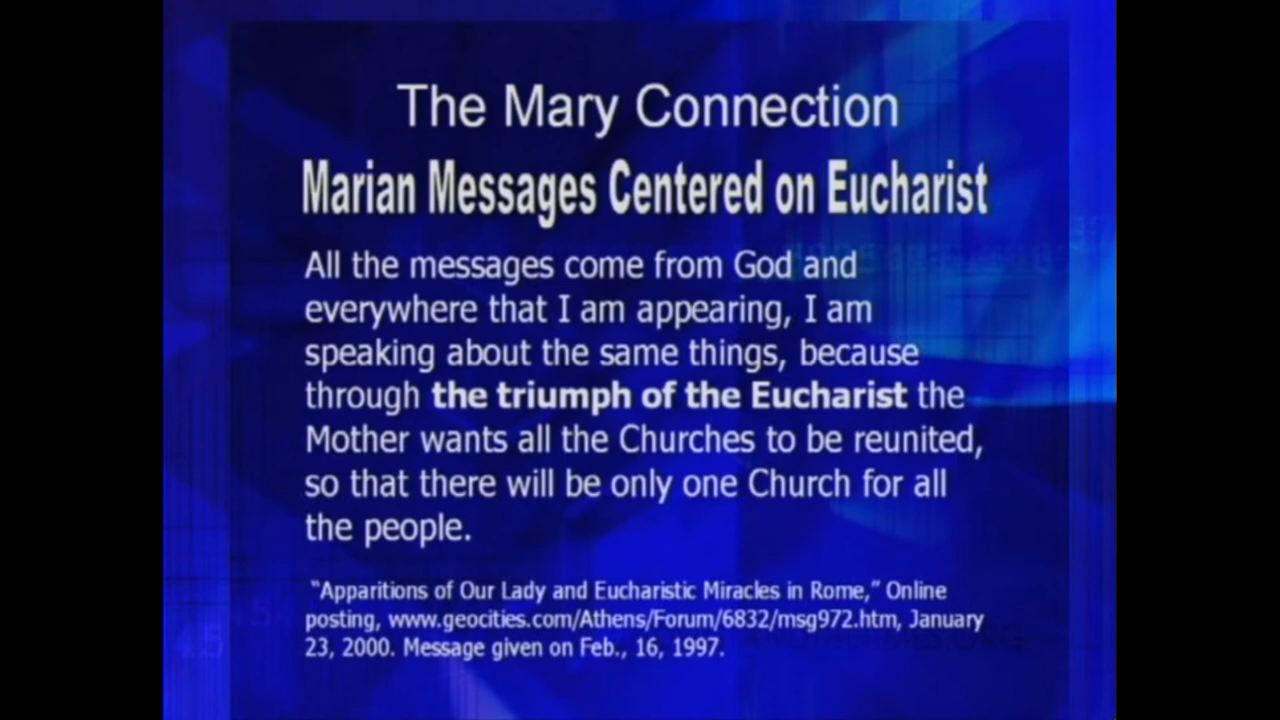 The Mary Connection
Marian Messages Centered on Eucharist
All the messages come from God and
everywhere that I am appearing, I am
speaking about the same things, because
through the triumph of the Eucharist the
Mother wants all the Churches to be reunited,
so that there will be only one Church for all
the people.
“Apparitions of Our Lady and Eucharistic Miracles in Rome,” Online
posting, www.geocities.com/Athens/Forum/6832/msg972.htm, January
23, 2000. Message given on Feb., 16, 1997.